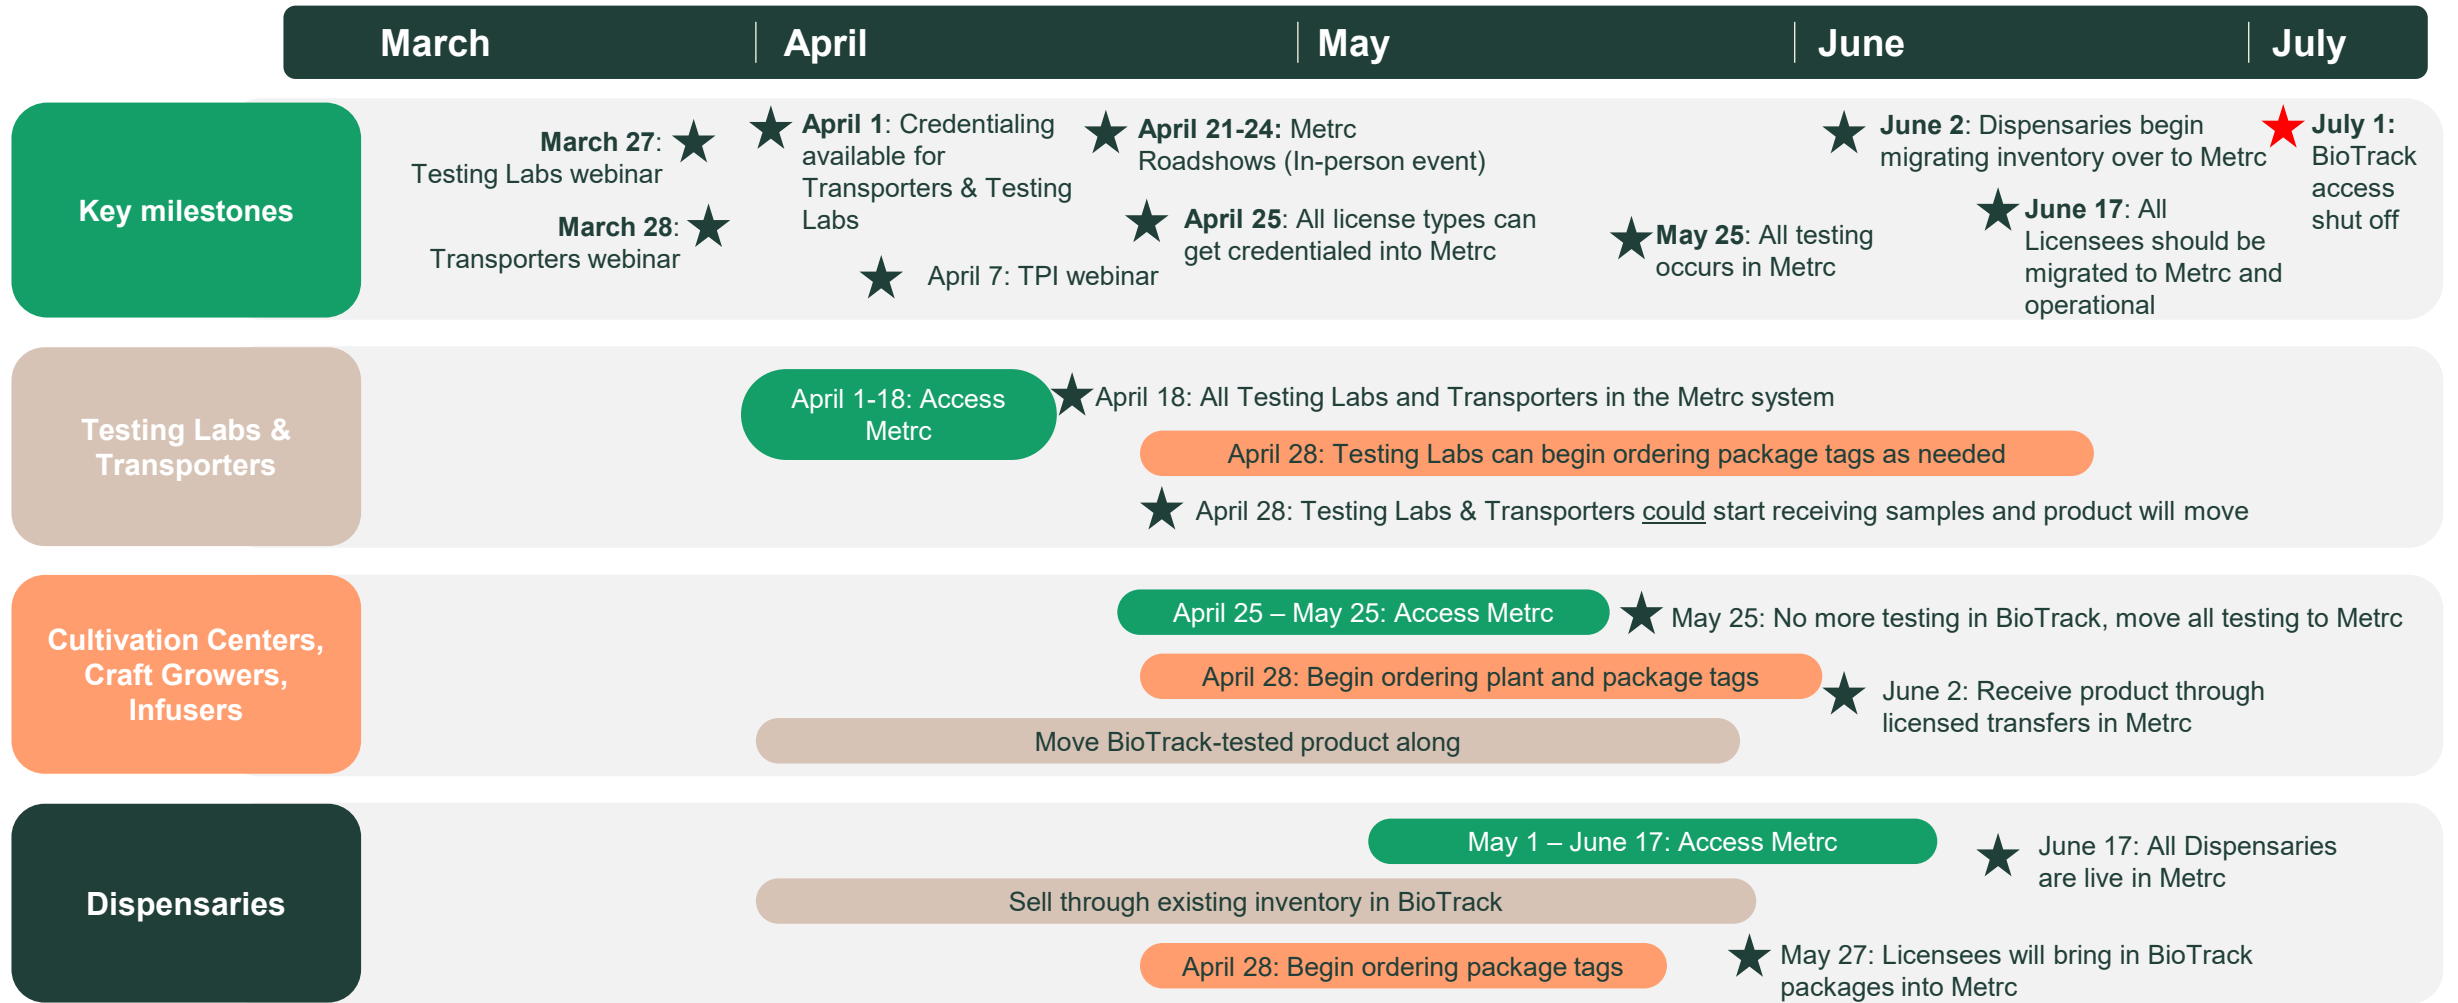 March
April
May
June
July
Key milestones
March 27:
Testing Labs webinar
March 28:
Transporters webinar
April 1: Credentialing
available for
Transporters & Testing
Labs
April 7: TPI webinar
April 21-24: Metrc
Roadshows (In-person event)
April 25: All license types can
get credentialed into Metrc
May 25: All testing
occurs in Metrc
June 2: Dispensaries begin
migrating inventory over to Metrc
June 17: All
Licensees should be
migrated to Metrc and
operational
July 1:
BioTrack
access
shut off
Testing Labs &
Transporters
April 1-18: Access
Metrc
April 18: All Testing Labs and Transporters in the Metrc system
April 28: Testing Labs can begin ordering package tags as needed
April 28: Testing Labs & Transporters could start receiving samples and product will move
Cultivation Centers,
Craft Growers,
Infusers
April 25 – May 25: Access Metrc
May 25: No more testing in BioTrack, move all testing to Metrc
April 28: Begin ordering plant and package tags
June 2: Receive product through
licensed transfers in Metrc
Move BioTrack-tested product along
Dispensaries
May 1 – June 17: Access Metrc
June 17: All Dispensaries
are live in Metrc
Sell through existing inventory in BioTrack
April 28: Begin ordering package tags
May 27: Licensees will bring in BioTrack
packages into Metrc